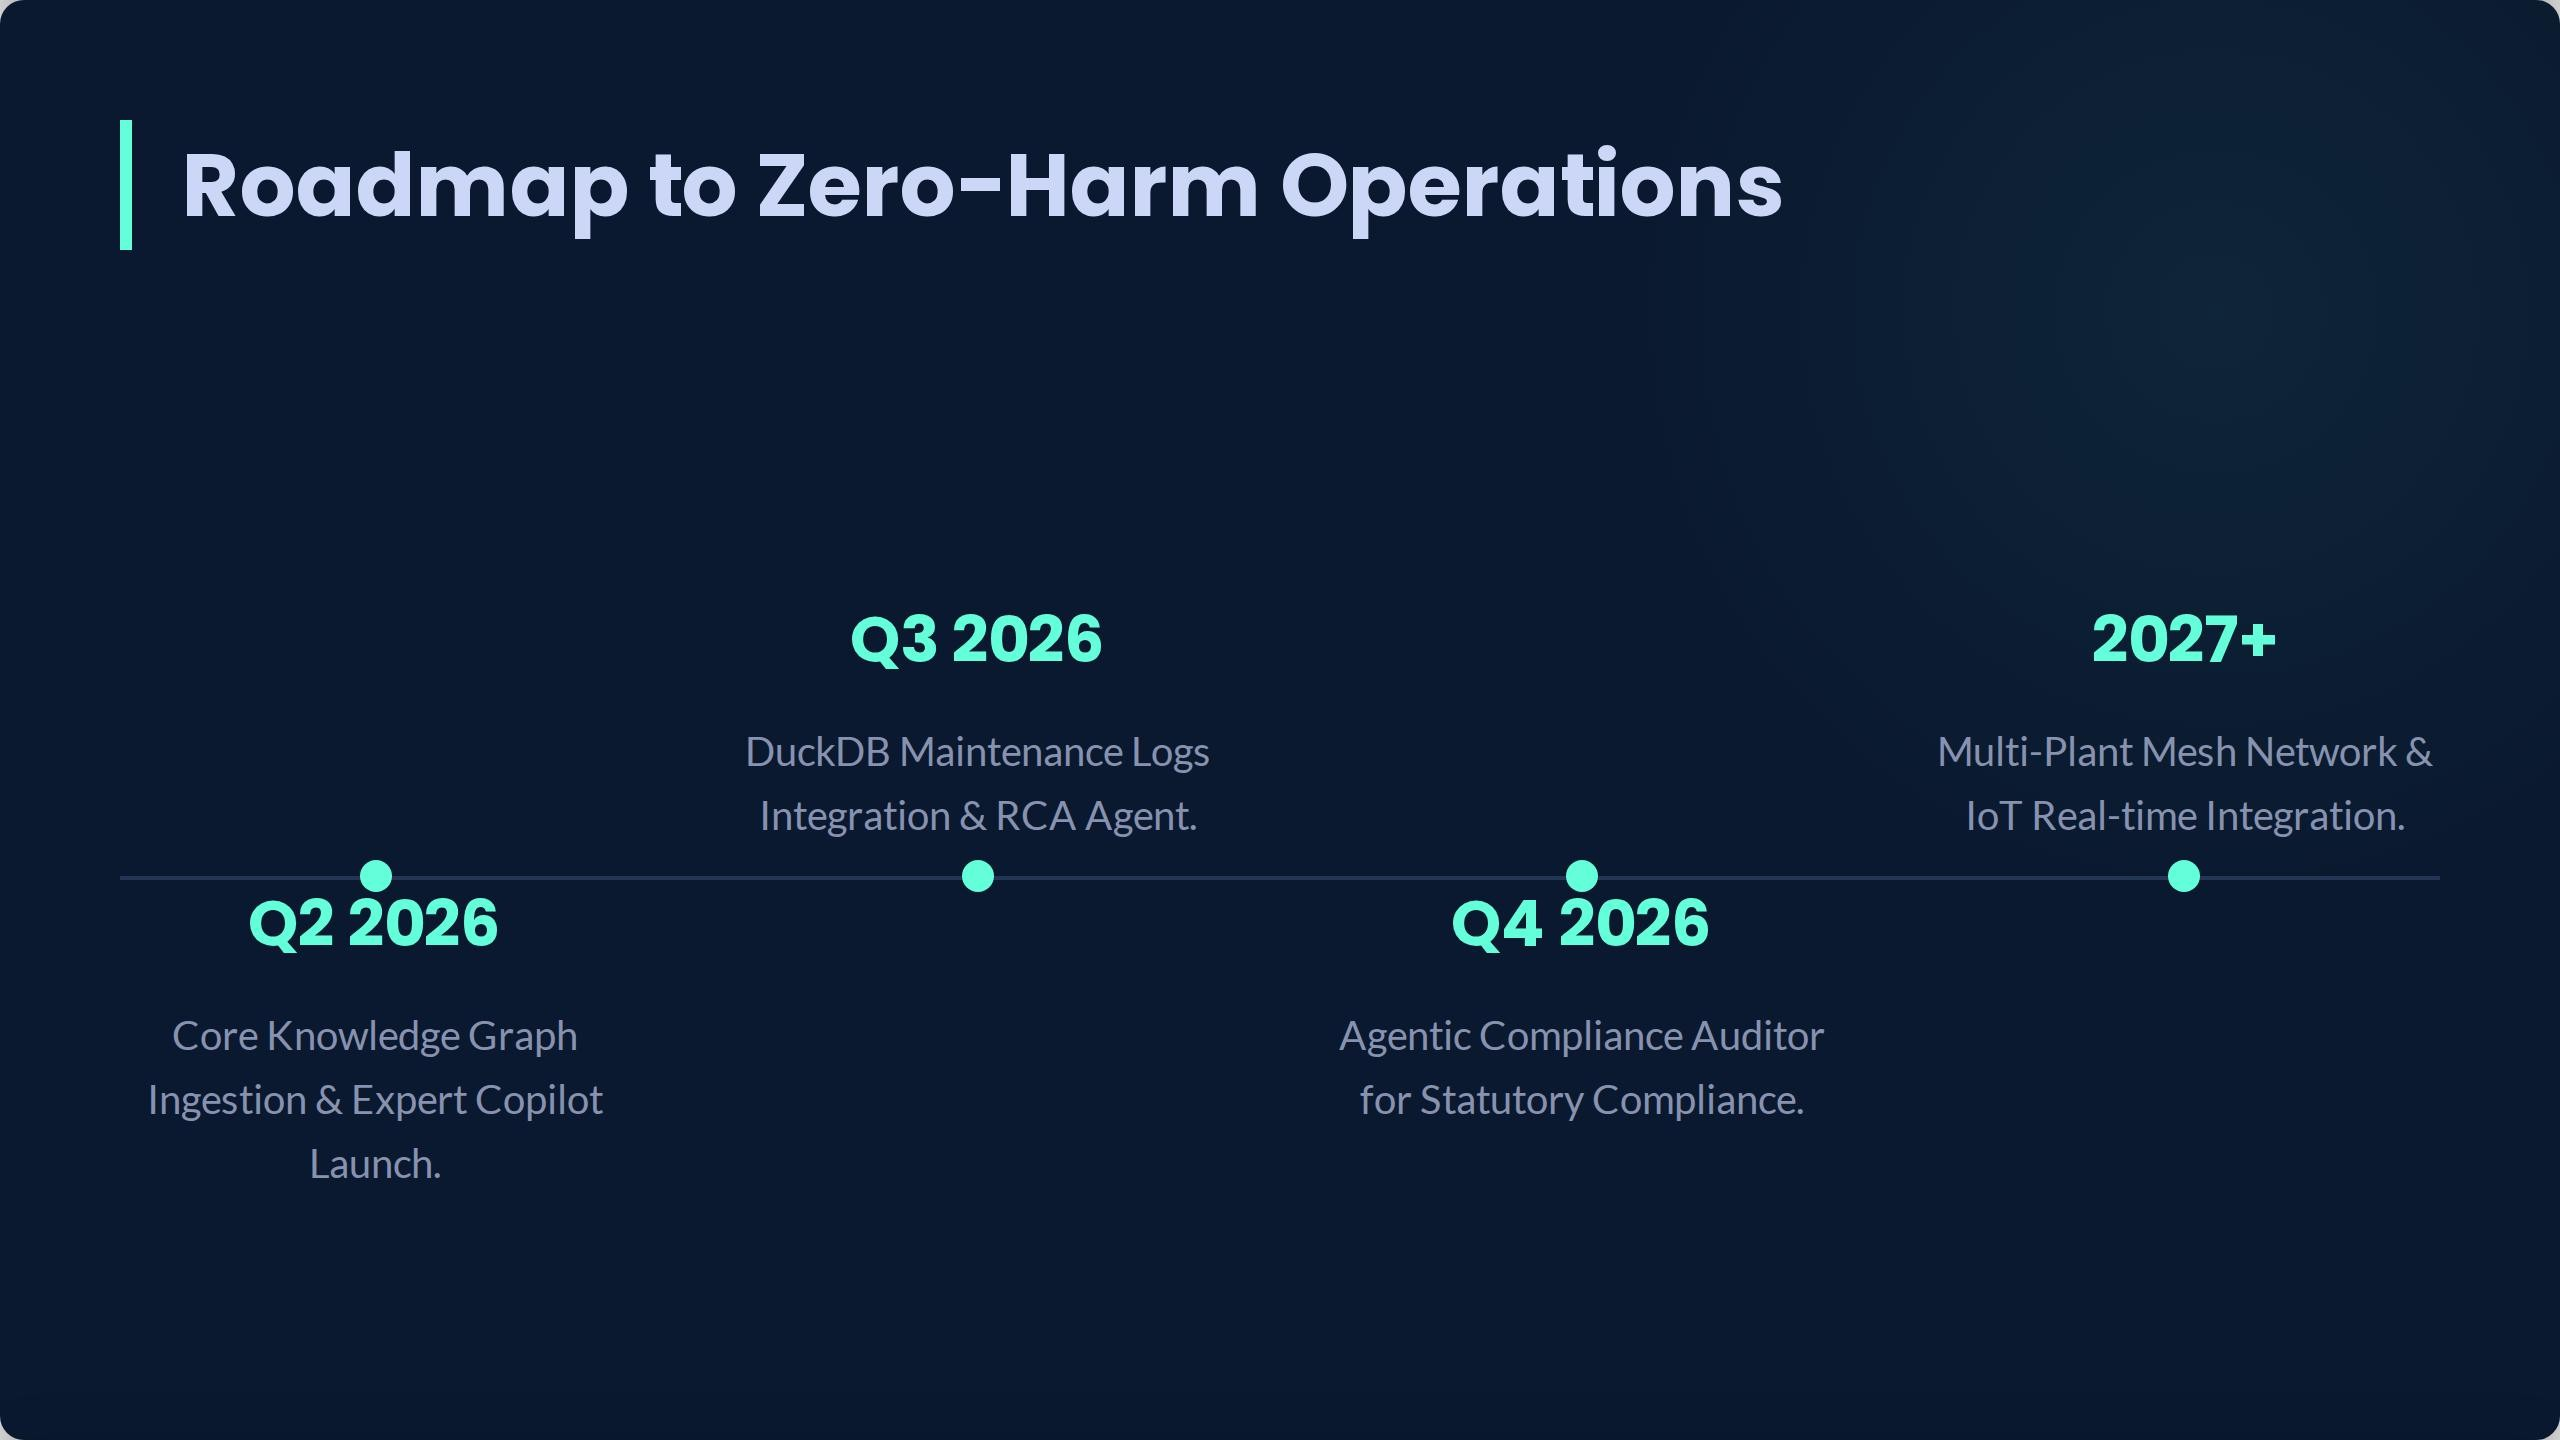 Roadmap to Zero-Harm Operations
Q2 2026
Core Knowledge Graph
Ingestion & Expert Copilot
Launch.
Q3 2026
DuckDB Maintenance Logs
Integration & RCA Agent.
Q4 2026
Agentic Compliance Auditor
for Statutory Compliance.
2027+
Multi-Plant Mesh Network &
IoT Real-time Integration.